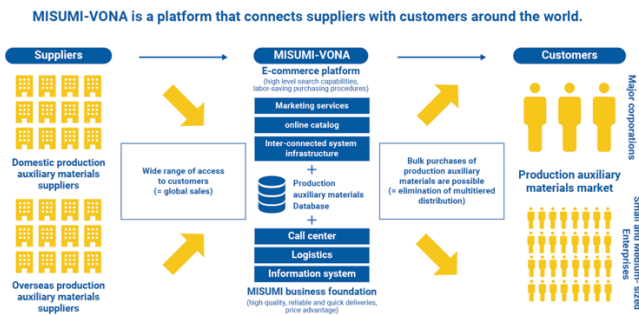 MISUMI-VONA is a platform that connects suppliers with customers around the world.
Suppliers
MISUMI-VONA
Customers
E-commerce platform
(high level search capabilities,
labor-saving purchasing procedures)
Marketing services
online catalog
Inter-connected system
infrastructure
+
Production
auxiliary materials
Database
+
Call center
Logistics
Information system
MISUMI business foundation
(high quality, reliable and quick deliveries,
price advantage)
Domestic production
auxiliary materials
suppliers
Overseas production
auxiliary materials
suppliers
Wide range of access
to customers
(= global sales)
Bulk purchases of
production auxiliary
materials are possible
(= elimination of multitiered
distribution)
Major corporations
Production auxiliary
materials market
Small and Medium- sized
Enterprises